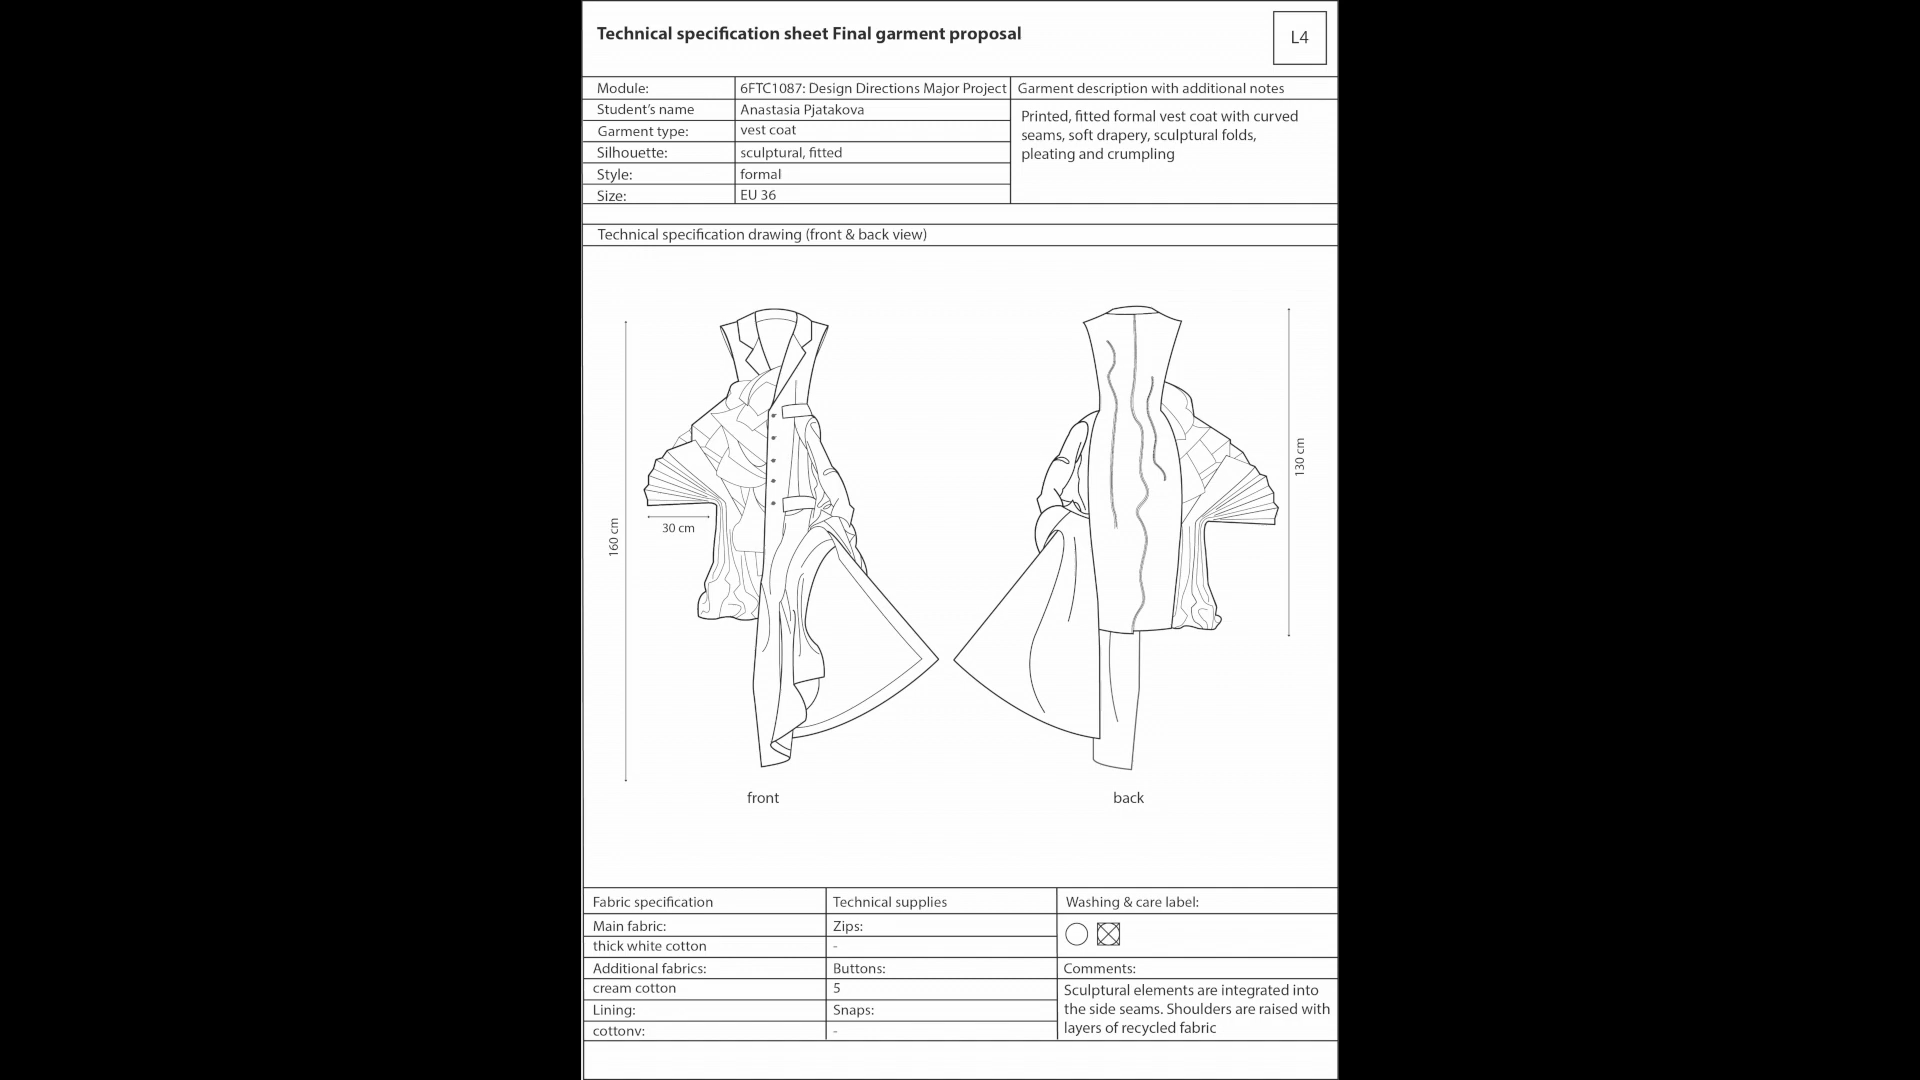 Technical specification sheet Final garment proposal
L4
Module:
6FTC1087: Design Directions Major Project
Garment description with additional notes
Student's name
Anastasia Pjatakova
Garment type:
vest coat
Silhouette:
sculptural, fitted
Style:
formal
Size:
EU 36
Printed, fitted formal vest coat with curved
seams, soft drapery, sculptural folds,
pleating and crumpling
Technical specification drawing (front & back view)
160 cm
30 cm
130 cm
front
back
Fabric specification
Technical supplies
Washing & care label:
Main fabric:
Zips:
thick white cotton
-
Additional fabrics:
Buttons:
Comments:
cream cotton
5
Lining:
Snaps:
cottony:
-
Sculptural elements are integrated into
the side seams. Shoulders are raised with
layers of recycled fabric